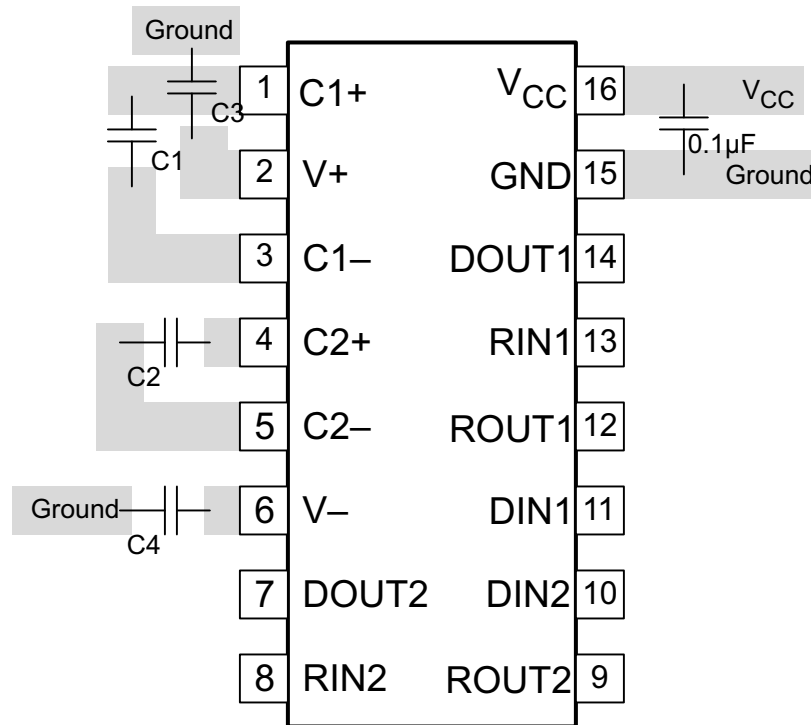 Ground
1 C1+ VCC 16 VCC
C3
C1 0.1µF
2 V+ GND 15 Ground
3 C1– DOUT1 14
4 C2+ RIN1 13
C2
5 C2– ROUT1 12
Ground 6 V– DIN1 11
C4
7 DOUT2 DIN2 10
8 RIN2 ROUT2 9